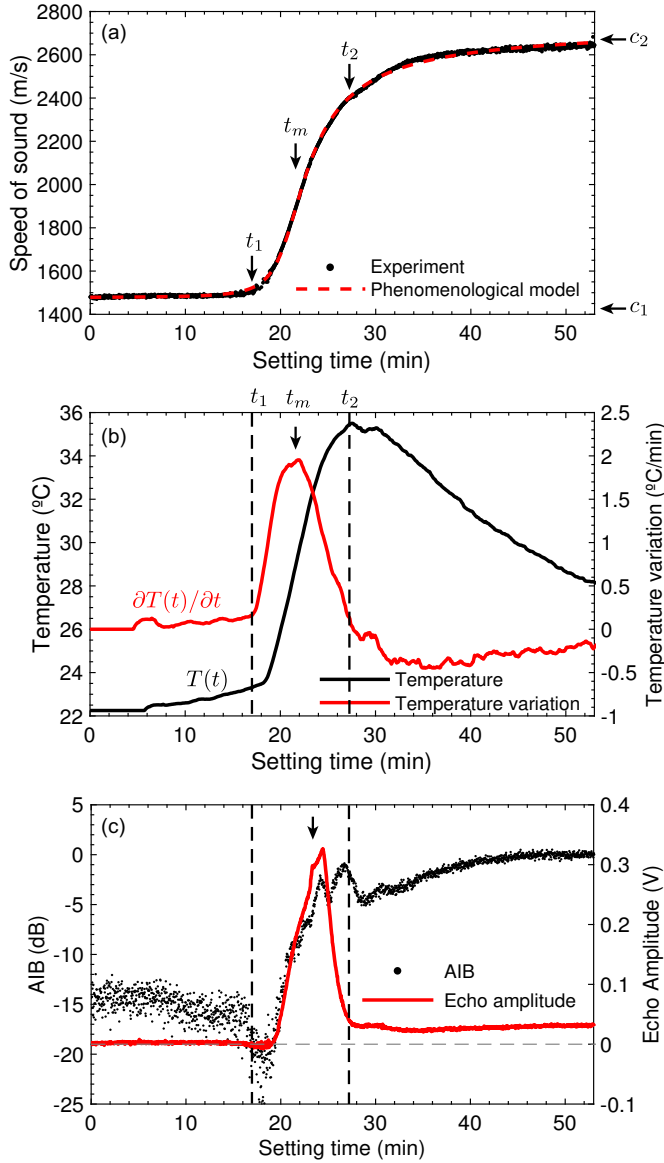 (a)
Speed of sound (m/s)
2800
2600
2400
2200
2000
1800
1600
1400
t₁
tₘ
t₂
c₂
c₁
Experiment
Phenomenological model
0 10 20 30 40 50
Setting time (min)
(b)
t₁ tₘ t₂
Temperature (ºC)
36
34
32
30
28
26
24
22
Temperature variation (ºC/min)
2.5
2
1.5
1
0.5
0
-0.5
-1
∂T(t)/∂t
T(t)
Temperature
Temperature variation
0 10 20 30 40 50
Setting time (min)
(c)
AIB (dB)
5
0
-5
-10
-15
-20
-25
Echo Amplitude (V)
0.4
0.3
0.2
0.1
0
-0.1
AIB
Echo amplitude
0 10 20 30 40 50
Setting time (min)